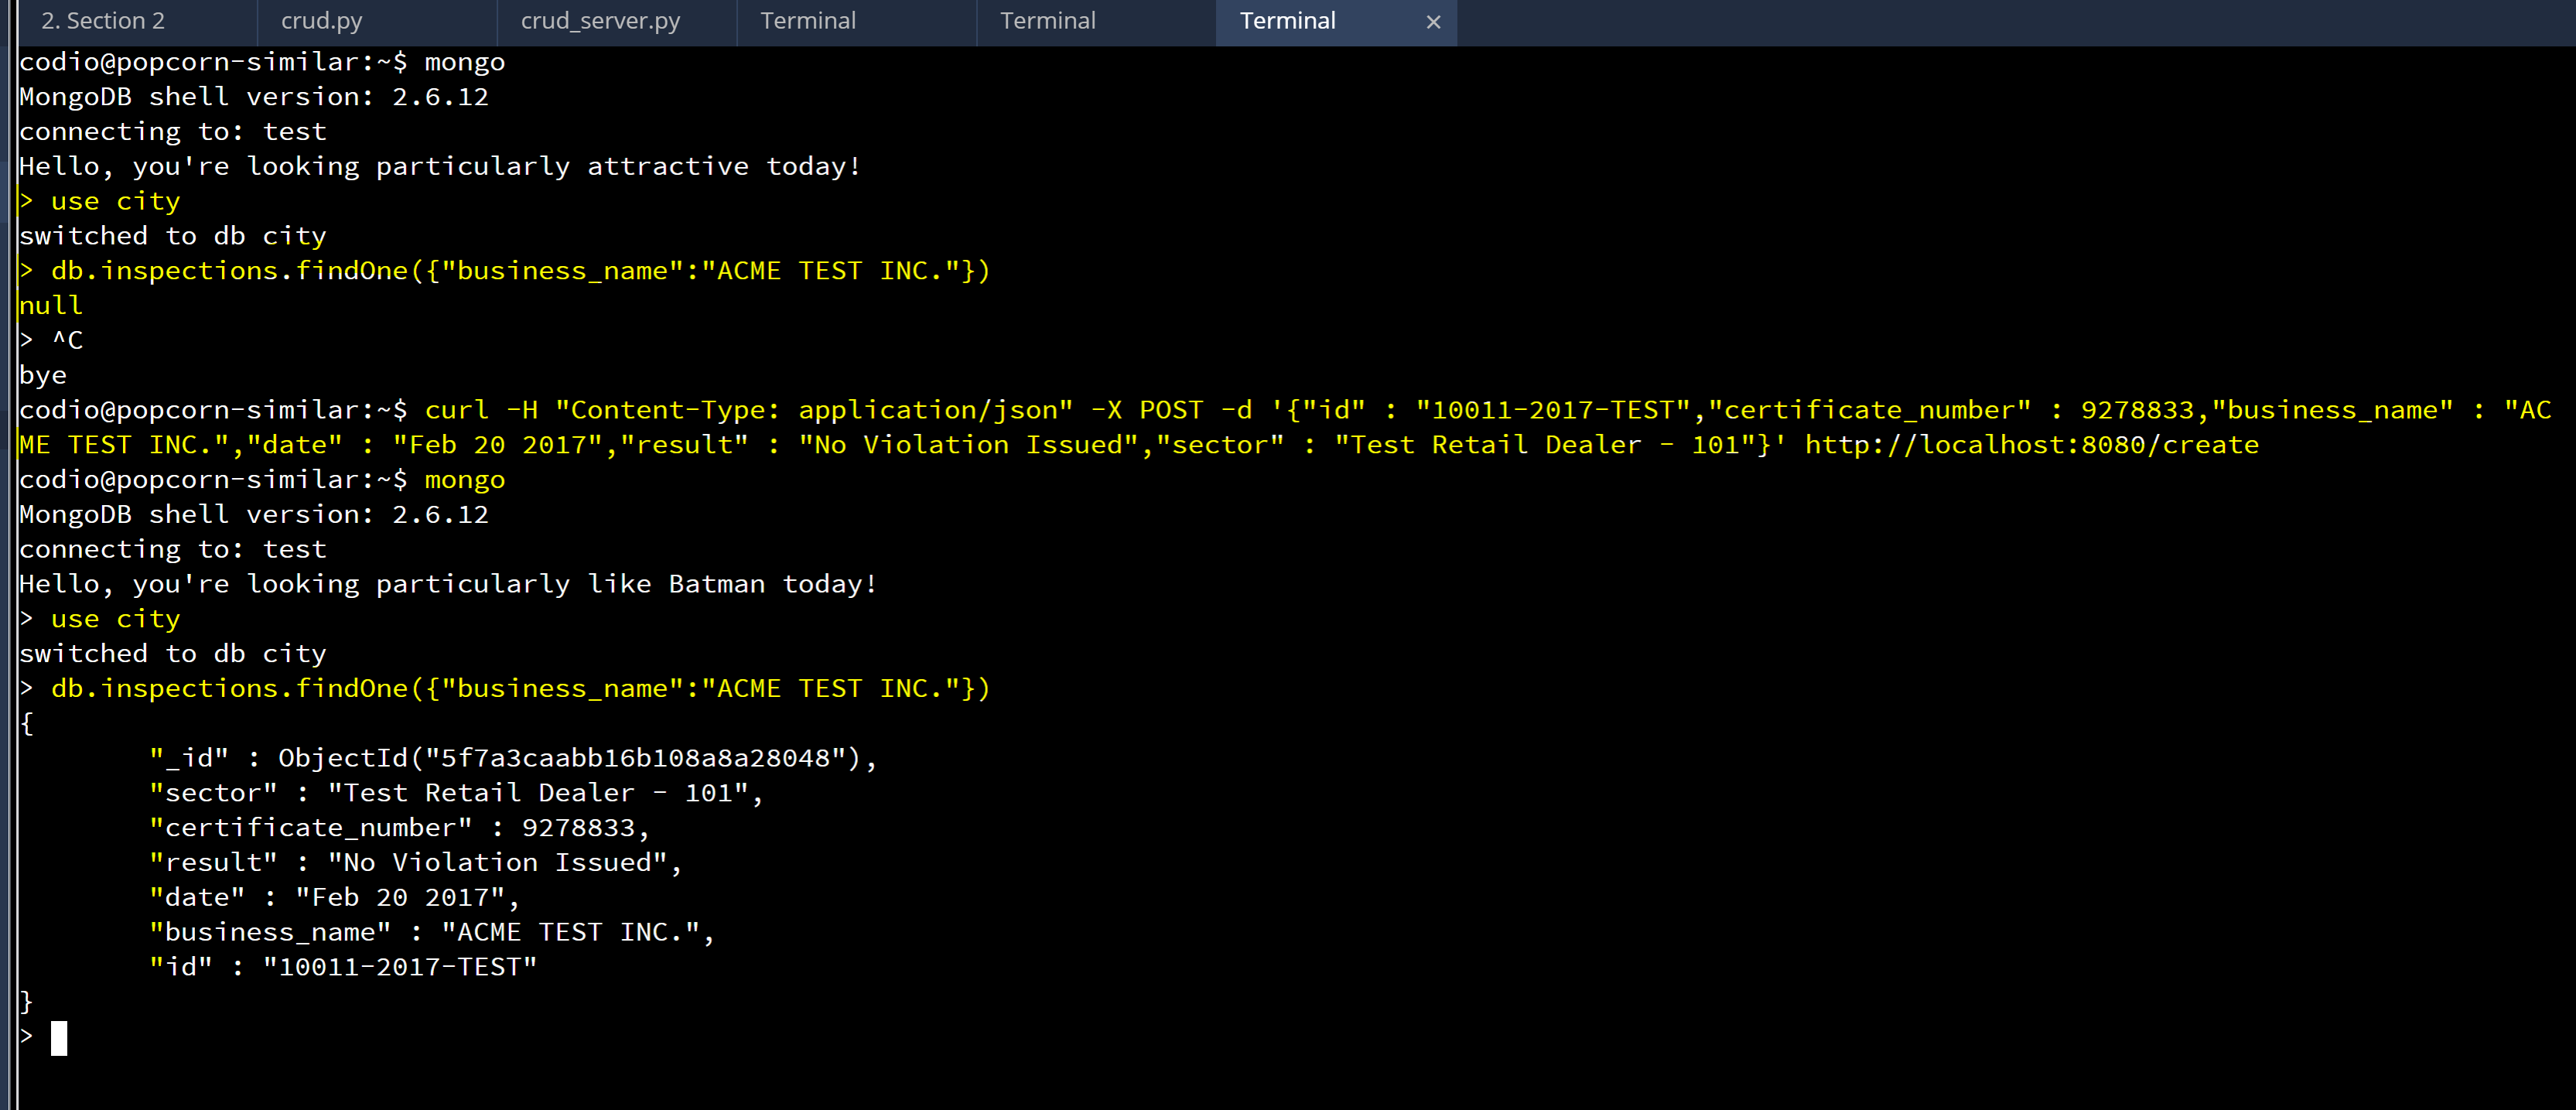 2. Section 2 crud.py crud_server.py Terminal Terminal Terminal ×
codio@popcorn-similar:~$ mongo
MongoDB shell version: 2.6.12
connecting to: test
Hello, you're looking particularly attractive today!
> use city
switched to db city
> db.inspections.findOne({"business_name":"ACME TEST INC."})
null
> ^C
bye
codio@popcorn-similar:~$ curl -H "Content-Type: application/json" -X POST -d '{"id" : "10011-2017-TEST","certificate_number" : 9278833,"business_name" : "AC
ME TEST INC.","date" : "Feb 20 2017","result" : "No Violation Issued","sector" : "Test Retail Dealer - 101"}' http://localhost:8080/create
codio@popcorn-similar:~$ mongo
MongoDB shell version: 2.6.12
connecting to: test
Hello, you're looking particularly like Batman today!
> use city
switched to db city
> db.inspections.findOne({"business_name":"ACME TEST INC."})
{
"_id" : ObjectId("5f7a3caabb16b108a8a28048"),
"sector" : "Test Retail Dealer - 101",
"certificate_number" : 9278833,
"result" : "No Violation Issued",
"date" : "Feb 20 2017",
"business_name" : "ACME TEST INC.",
"id" : "10011-2017-TEST"
}
>